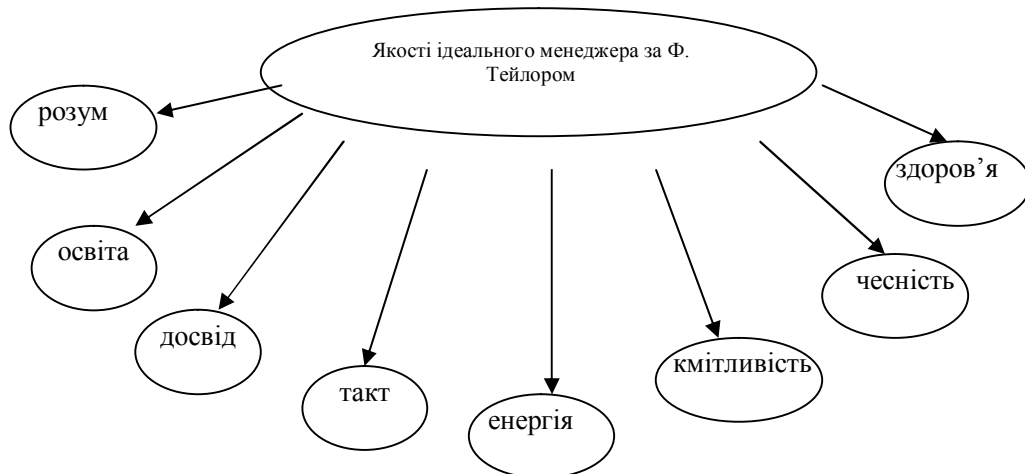 Якості ідеального менеджера за Ф.
Тейлором
розум
освіта
досвід
такт
енергія
кмітливість
чесність
здоров’я